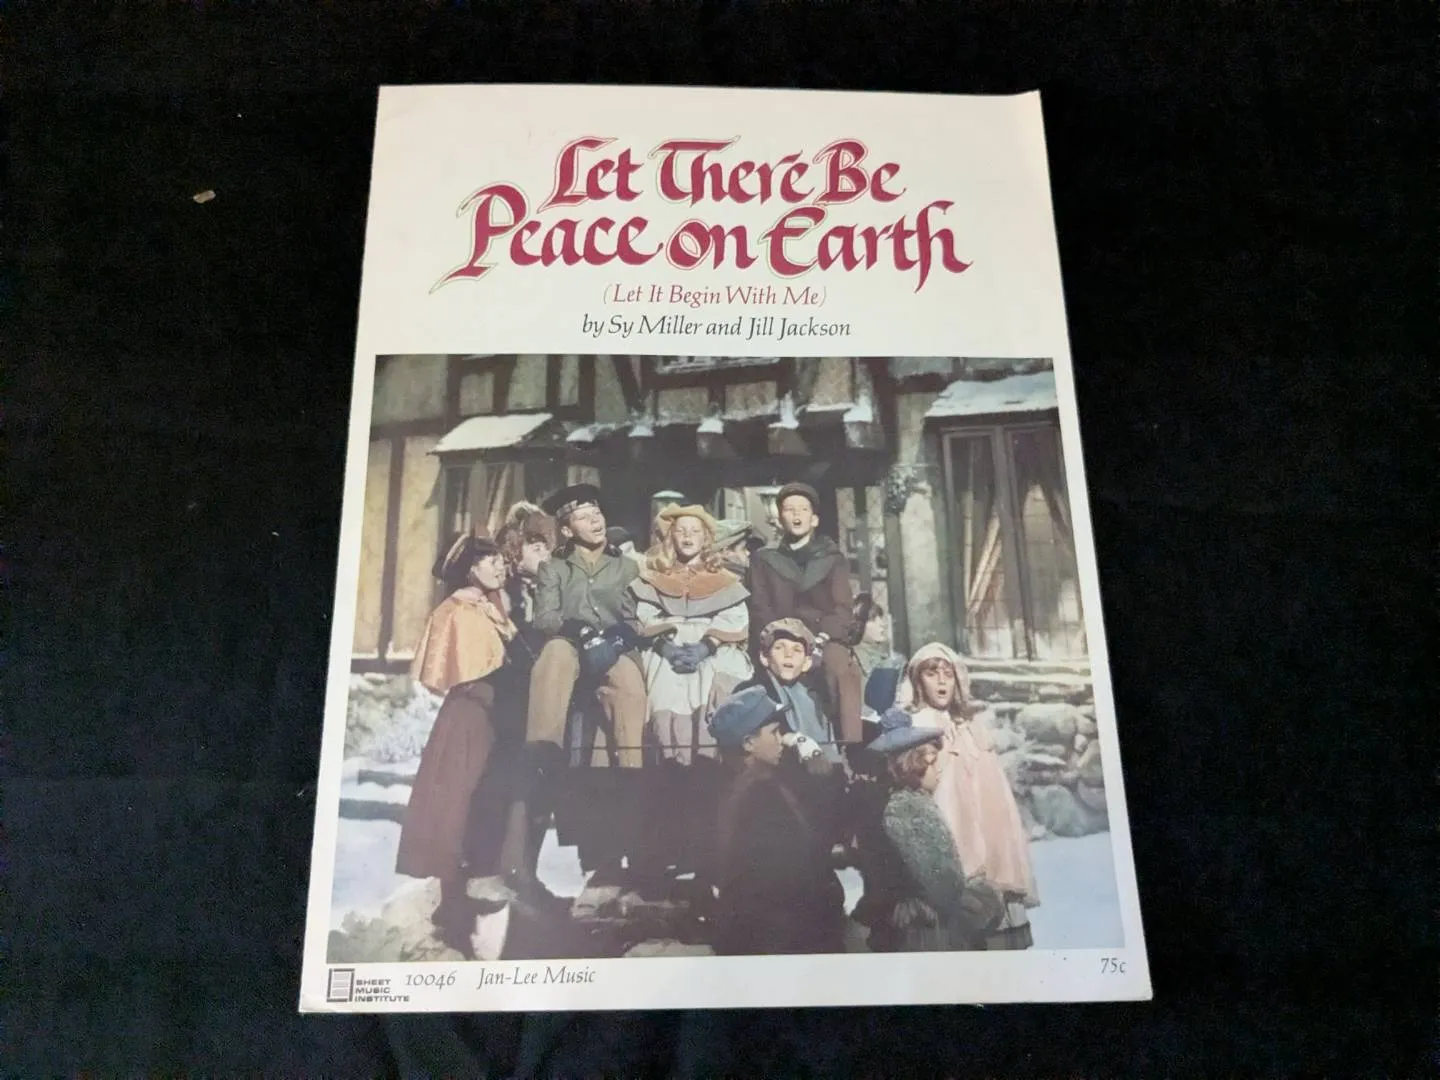 Let There Be
Peace on Earth
(Let It Begin With Me)
by Sy Miller and Jill Jackson
SHEET
MUSIC
INSTITUTE
10046 Jan-Lee Music
75c